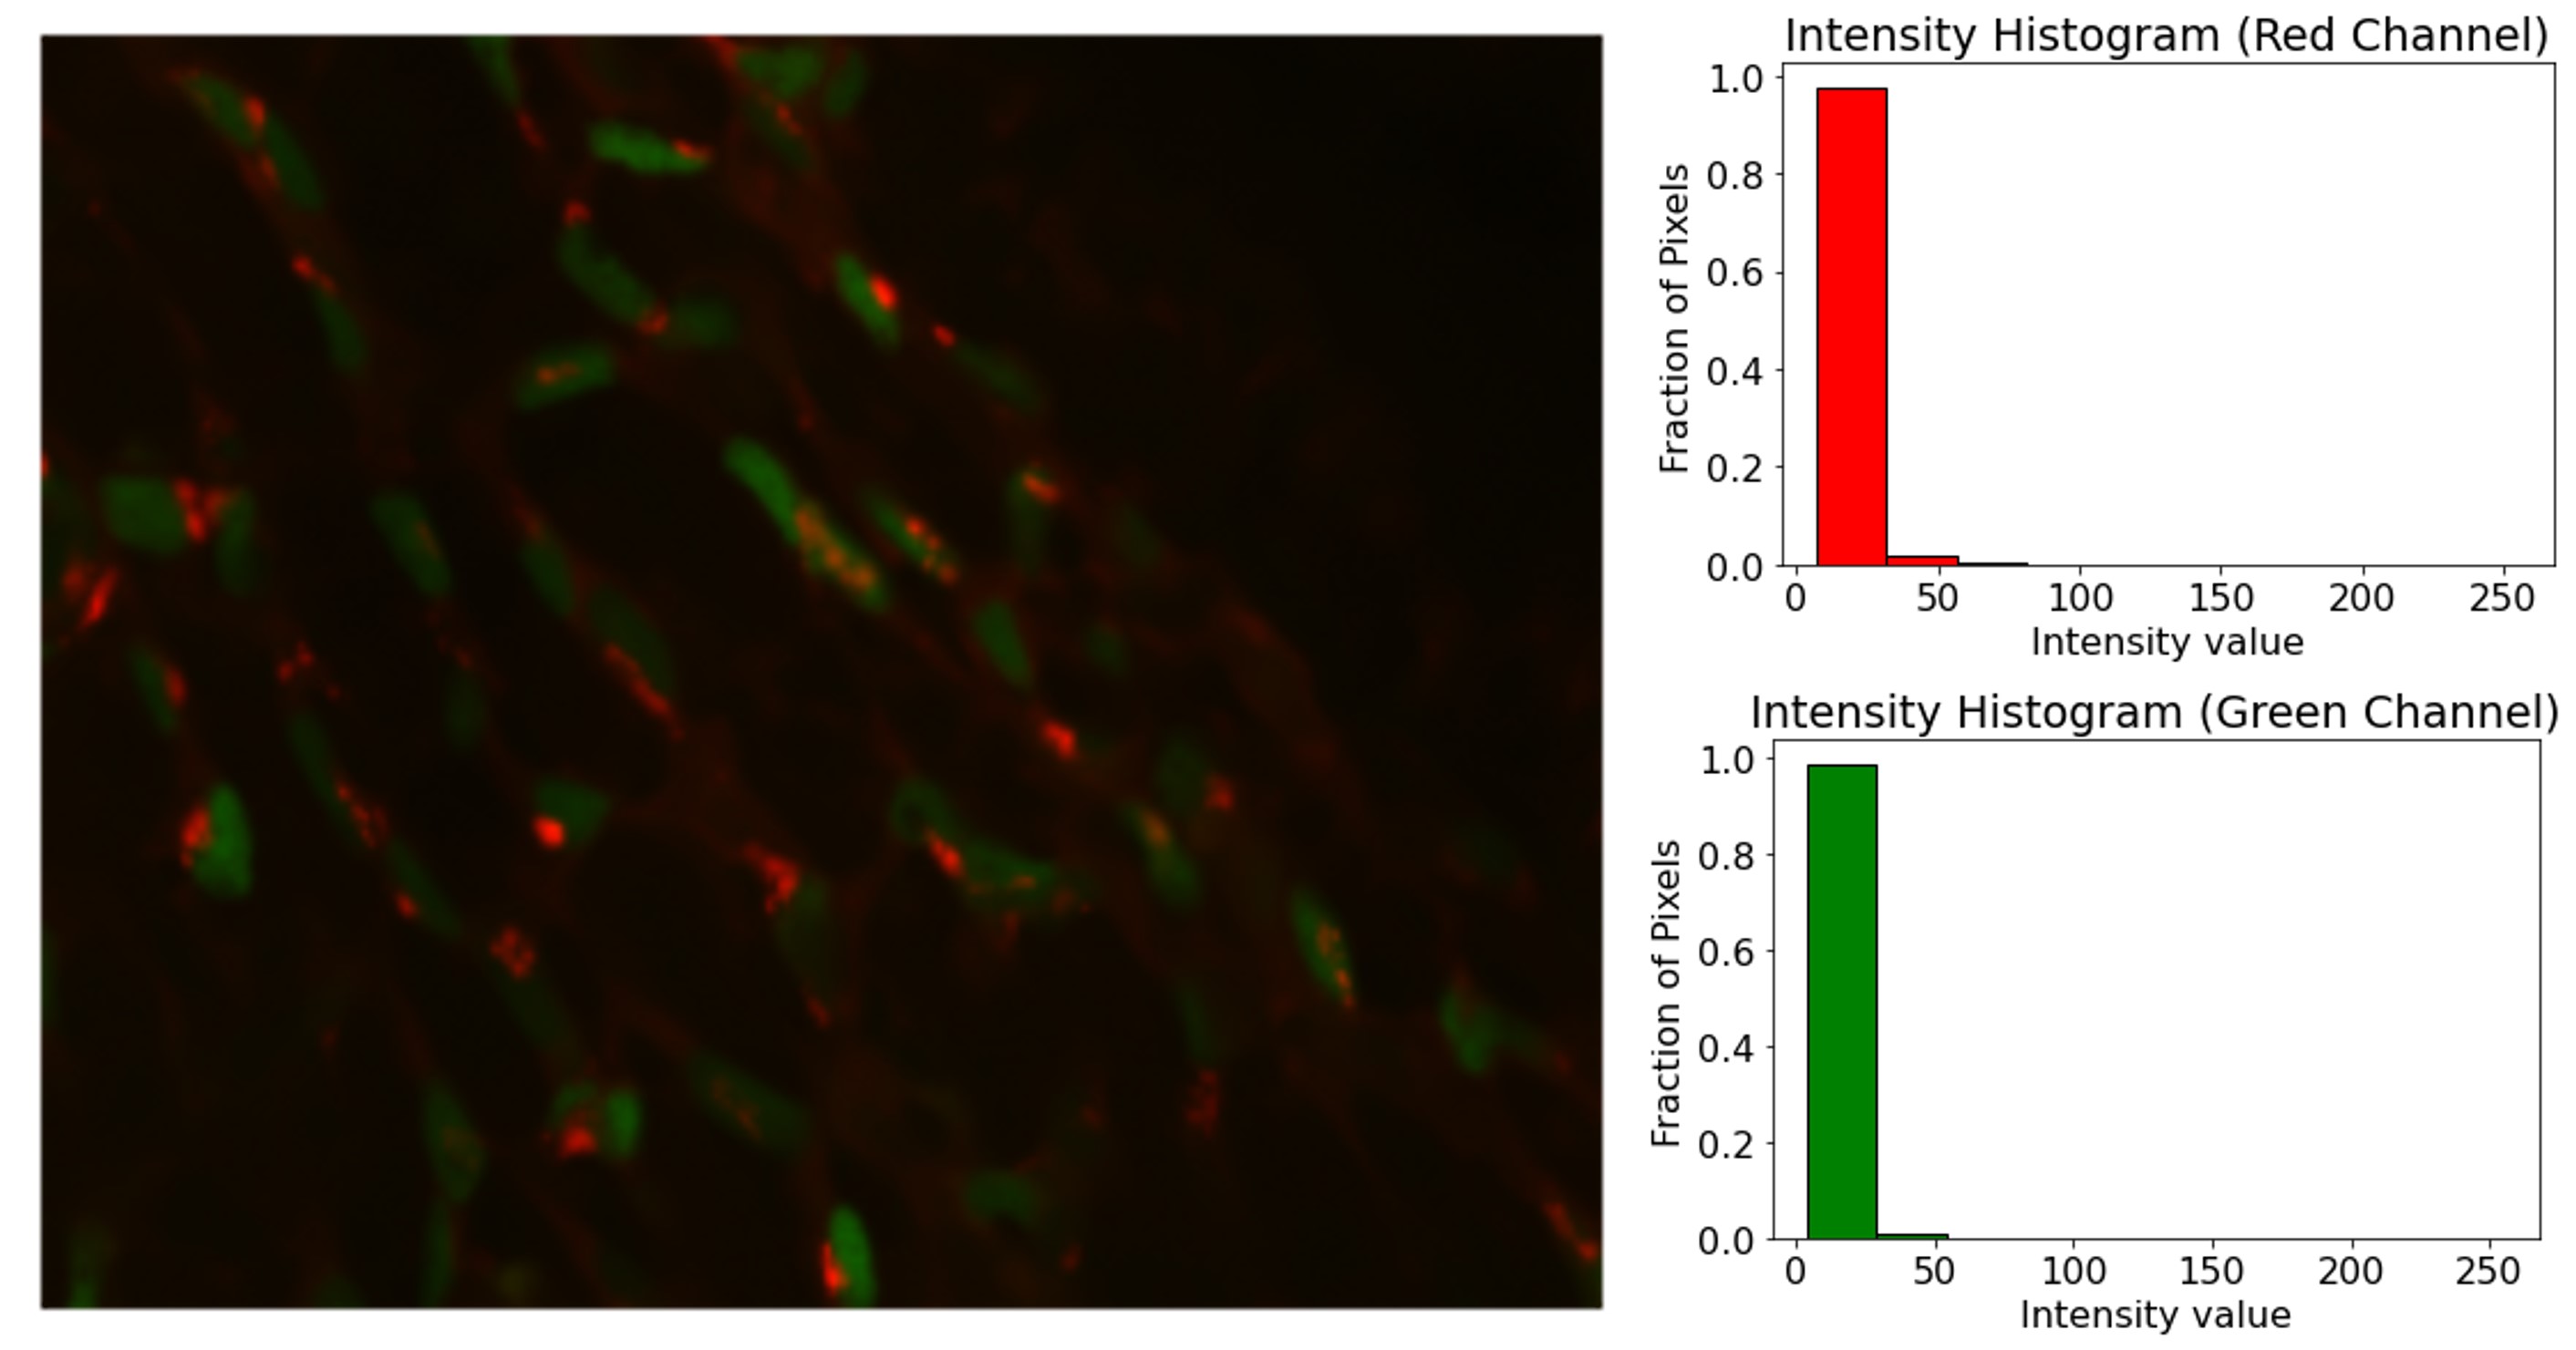 Intensity Histogram (Red Channel)
Fraction of Pixels
1.0
0.8
0.6
0.4
0.2
0.0
0 50 100 150 200 250
Intensity value
Intensity Histogram (Green Channel)
Fraction of Pixels
1.0
0.8
0.6
0.4
0.2
0.0
0 50 100 150 200 250
Intensity value